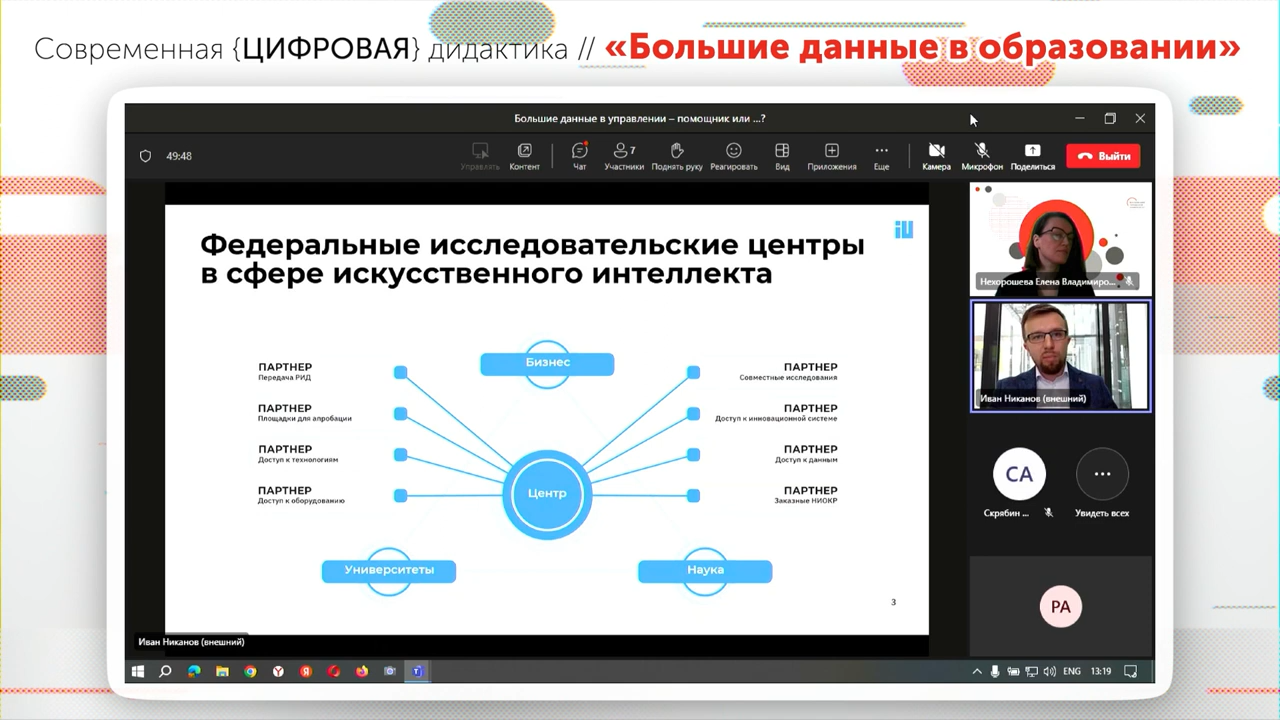 Современная {ЦИФРОВАЯ} дидактика // «Большие данные в образовании»
Большие данные в управлении – помощник или ...?
49:48
Управлять
Контент
Чат
Участники
7
Поднять руку
Реагировать
Вид
Приложения
Еще
Камера
Микрофон
Поделиться
Выйти
Федеральные исследовательские центры
в сфере искусственного интеллекта
Бизнес
ПАРТНЕР
Передача РИД
ПАРТНЕР
Площадки для апробации
ПАРТНЕР
Доступ к технологиям
ПАРТНЕР
Доступ к оборудованию
ПАРТНЕР
Совместные исследования
ПАРТНЕР
Доступ к инновационной системе
ПАРТНЕР
Доступ к данным
ПАРТНЕР
Заказные НИОКР
Центр
Университеты
Наука
3
Иван Никанов (внешний)
Нехорошева Елена Владимиро...
Иван Никанов (внешний)
СА
Скрябин ...
Увидеть всех
РА
ENG
13:19